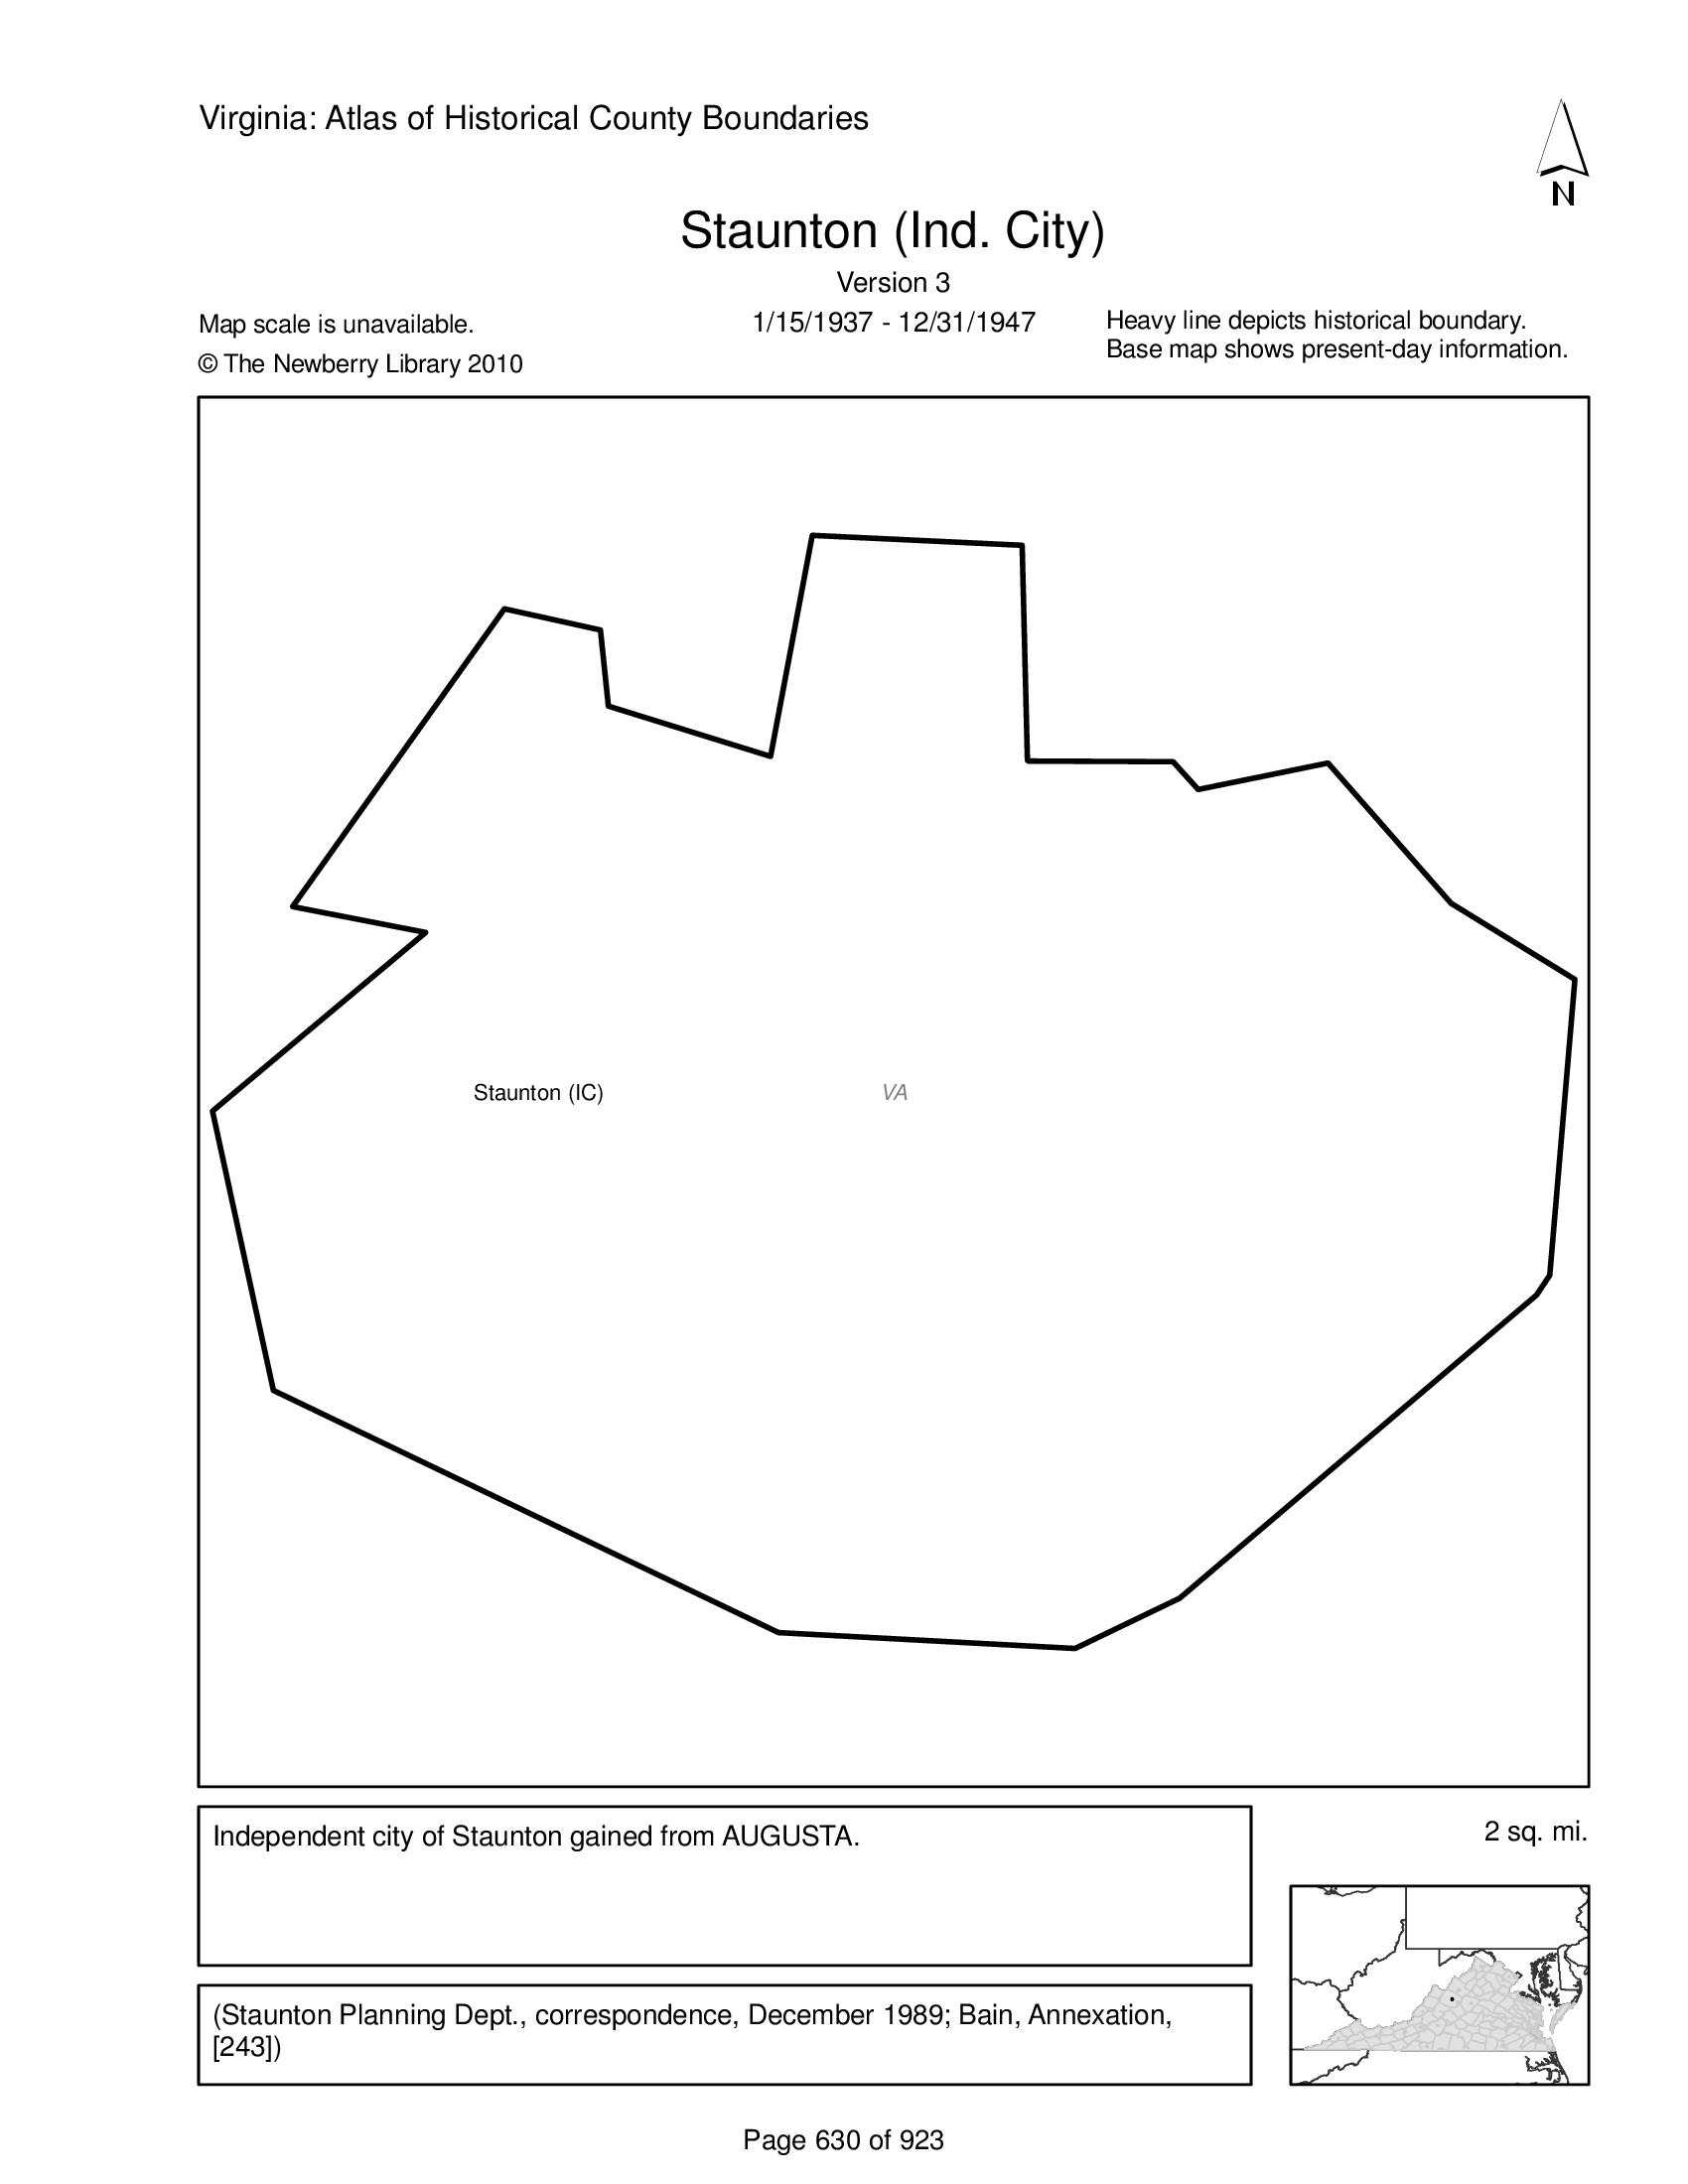 Virginia: Atlas of Historical County Boundaries
N
Staunton (Ind. City)
Version 3
Map scale is unavailable.
1/15/1937 - 12/31/1947
Heavy line depicts historical boundary.
Base map shows present-day information.
© The Newberry Library 2010
Staunton (IC)
VA
Independent city of Staunton gained from AUGUSTA.
2 sq. mi.
(Staunton Planning Dept., correspondence, December 1989; Bain, Annexation,
[243])
Page 630 of 923